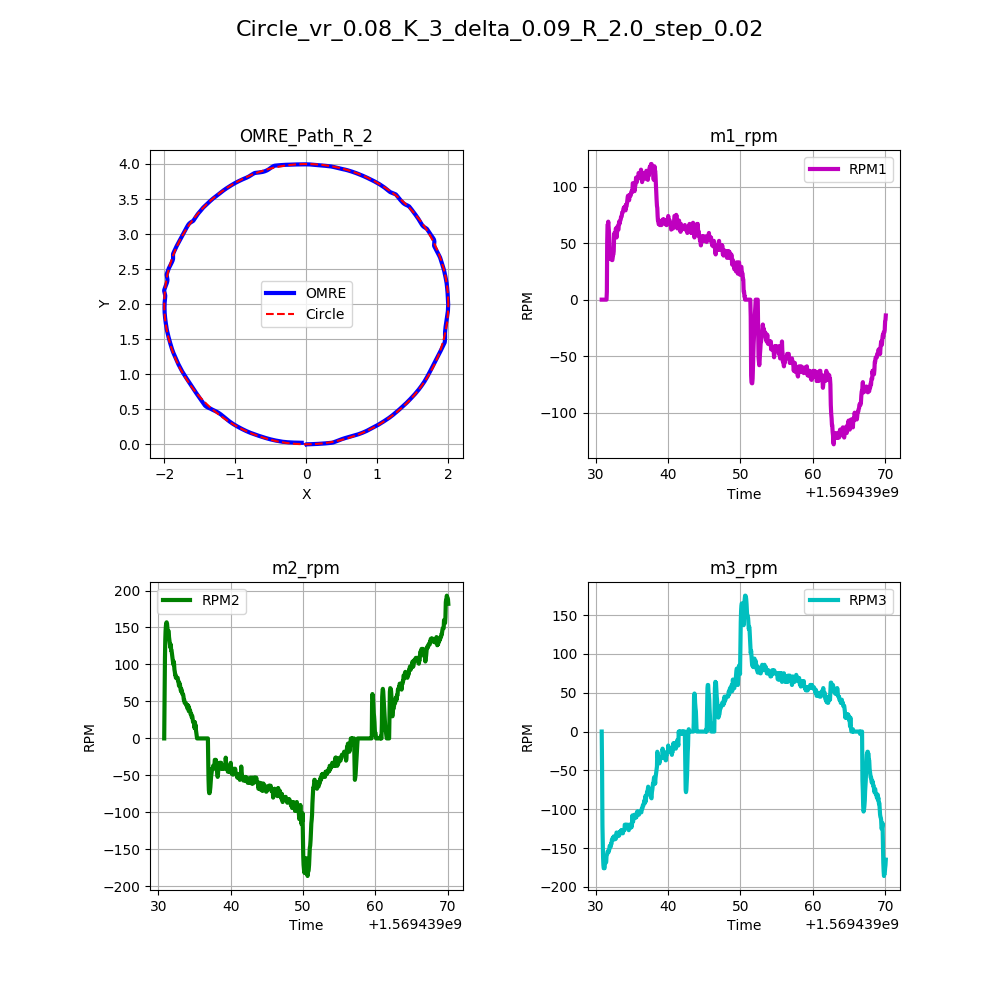 Circle_vr_0.08_K_3_delta_0.09_R_2.0_step_0.02
OMRE_Path_R_2
4.0
3.5
3.0
2.5
2.0
1.5
1.0
0.5
0.0
Y
OMRE
Circle
−2
−1
0
1
2
X
m1_rpm
RPM1
100
50
0
−50
−100
RPM
30
40
50
60
70
Time
+1.569439e9
m2_rpm
RPM2
200
150
100
50
0
−50
−100
−150
−200
RPM
30
40
50
60
70
Time
+1.569439e9
m3_rpm
RPM3
150
100
50
0
−50
−100
−150
−200
RPM
30
40
50
60
70
Time
+1.569439e9